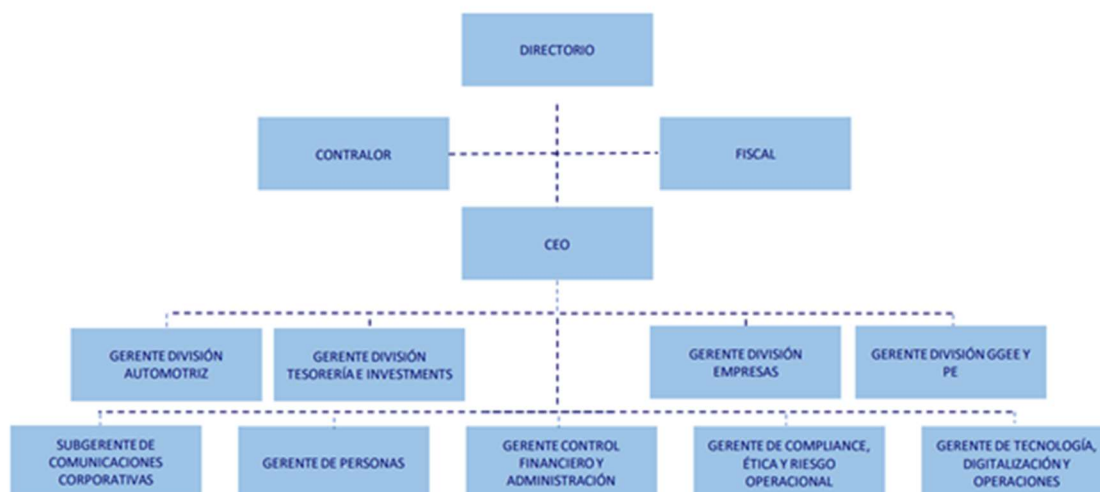 DIRECTORIO
CONTRALOR
FISCAL
CEO
GERENTE DIVISIÓN
AUTOMOTRIZ
GERENTE DIVISIÓN
TESORERÍA E INVESTMENTS
GERENTE DIVISIÓN
EMPRESAS
GERENTE DIVISIÓN GGEE Y
PE
SUBGERENTE DE
COMUNICACIONES
CORPORATIVAS
GERENTE DE PERSONAS
GERENTE CONTROL
FINANCIERO Y
ADMINISTRACIÓN
GERENTE DE COMPLIANCE,
ÉTICA Y RIESGO
OPERACIONAL
GERENTE DE TECNOLOGÍA,
DIGITALIZACIÓN Y
OPERACIONES